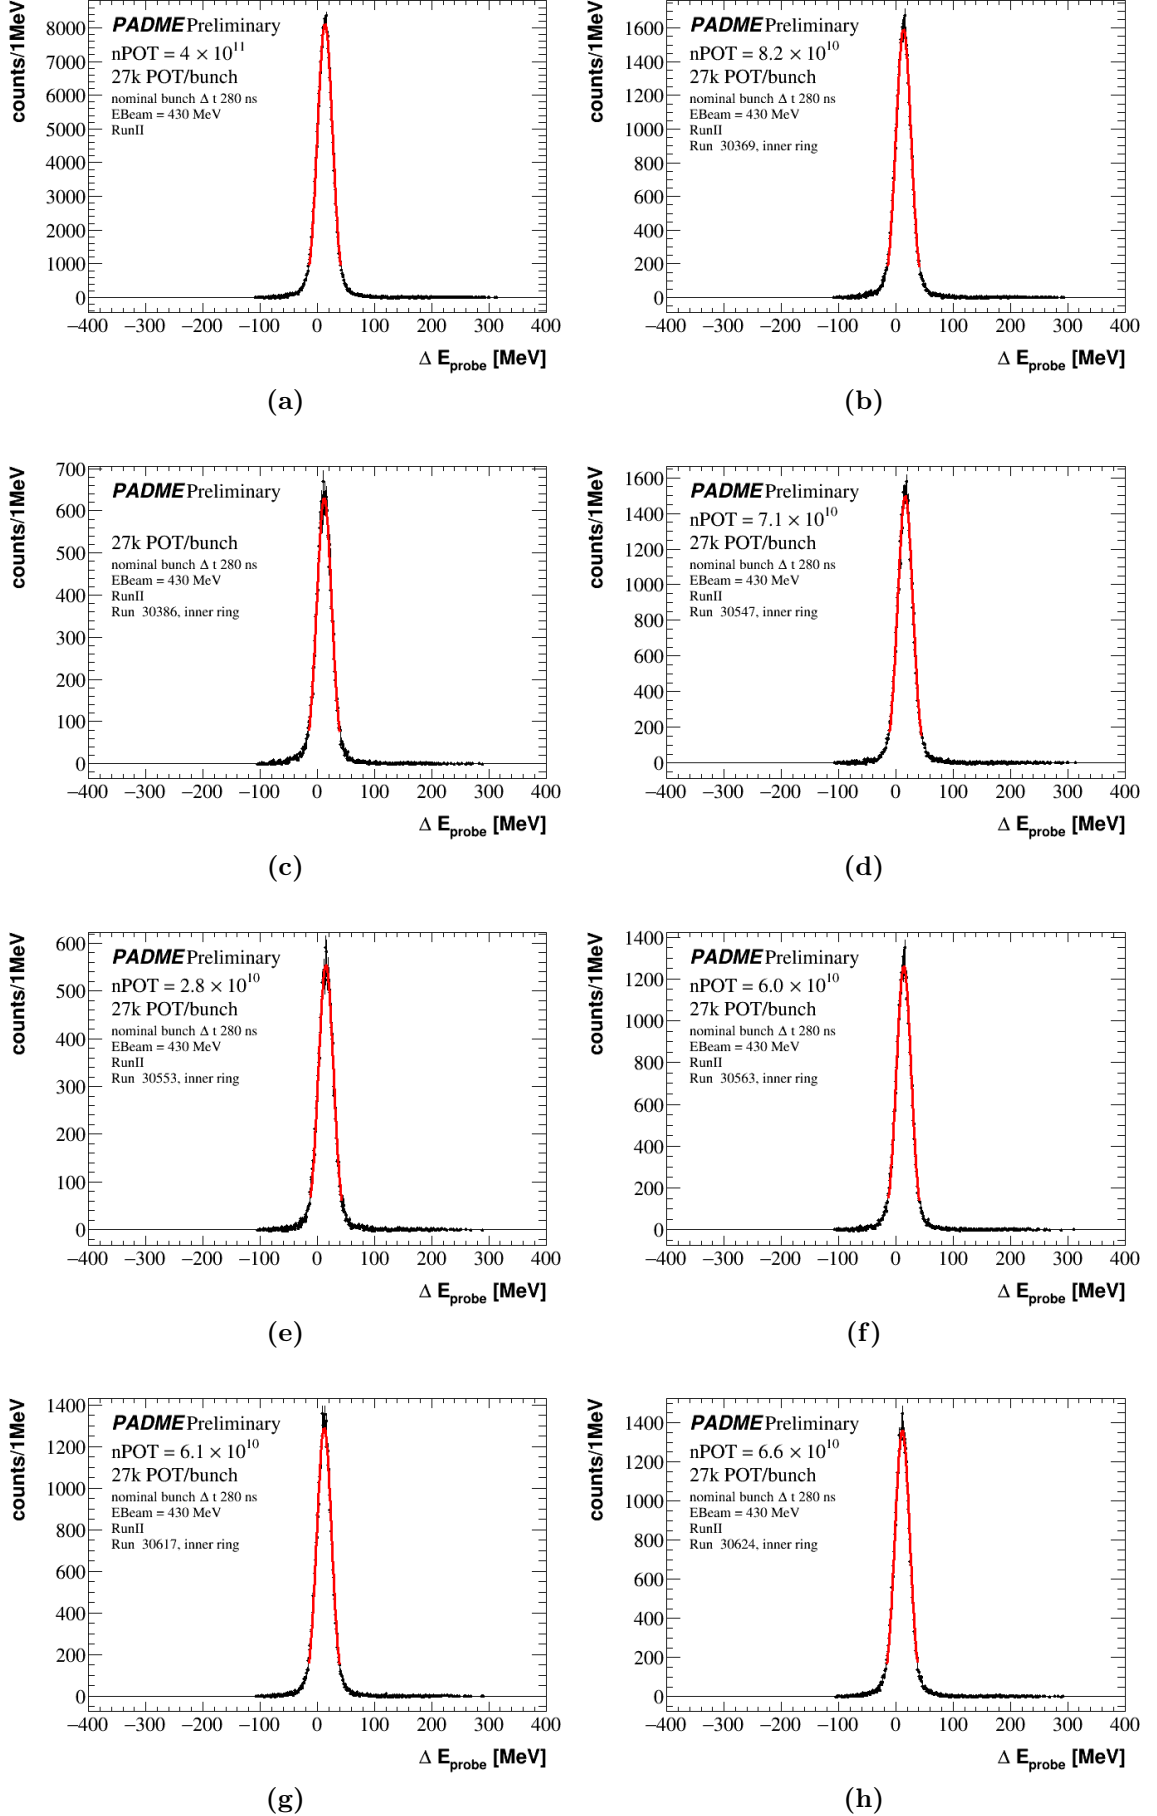 counts/1MeV
PADME Preliminary
nPOT = 4 × 10^11
27k POT/bunch
nominal bunch Δ t 280 ns
EBeam = 430 MeV
RunII
8000
7000
6000
5000
4000
3000
2000
1000
0
−400 −300 −200 −100 0 100 200 300 400
Δ E_probe [MeV]
(a)
counts/1MeV
PADME Preliminary
nPOT = 8.2 × 10^10
27k POT/bunch
nominal bunch Δ t 280 ns
EBeam = 430 MeV
RunII
Run 30369, inner ring
1600
1400
1200
1000
800
600
400
200
0
−400 −300 −200 −100 0 100 200 300 400
Δ E_probe [MeV]
(b)
counts/1MeV
PADME Preliminary
27k POT/bunch
nominal bunch Δ t 280 ns
EBeam = 430 MeV
RunII
Run 30386, inner ring
700
600
500
400
300
200
100
0
−400 −300 −200 −100 0 100 200 300 400
Δ E_probe [MeV]
(c)
counts/1MeV
PADME Preliminary
nPOT = 7.1 × 10^10
27k POT/bunch
nominal bunch Δ t 280 ns
EBeam = 430 MeV
RunII
Run 30547, inner ring
1600
1400
1200
1000
800
600
400
200
0
−400 −300 −200 −100 0 100 200 300 400
Δ E_probe [MeV]
(d)
counts/1MeV
PADME Preliminary
nPOT = 2.8 × 10^10
27k POT/bunch
nominal bunch Δ t 280 ns
EBeam = 430 MeV
RunII
Run 30553, inner ring
600
500
400
300
200
100
0
−400 −300 −200 −100 0 100 200 300 400
Δ E_probe [MeV]
(e)
counts/1MeV
PADME Preliminary
nPOT = 6.0 × 10^10
27k POT/bunch
nominal bunch Δ t 280 ns
EBeam = 430 MeV
RunII
Run 30563, inner ring
1400
1200
1000
800
600
400
200
0
−400 −300 −200 −100 0 100 200 300 400
Δ E_probe [MeV]
(f)
counts/1MeV
PADME Preliminary
nPOT = 6.1 × 10^10
27k POT/bunch
nominal bunch Δ t 280 ns
EBeam = 430 MeV
RunII
Run 30617, inner ring
1400
1200
1000
800
600
400
200
0
−400 −300 −200 −100 0 100 200 300 400
Δ E_probe [MeV]
(g)
counts/1MeV
PADME Preliminary
nPOT = 6.6 × 10^10
27k POT/bunch
nominal bunch Δ t 280 ns
EBeam = 430 MeV
RunII
Run 30624, inner ring
1400
1200
1000
800
600
400
200
0
−400 −300 −200 −100 0 100 200 300 400
Δ E_probe [MeV]
(h)